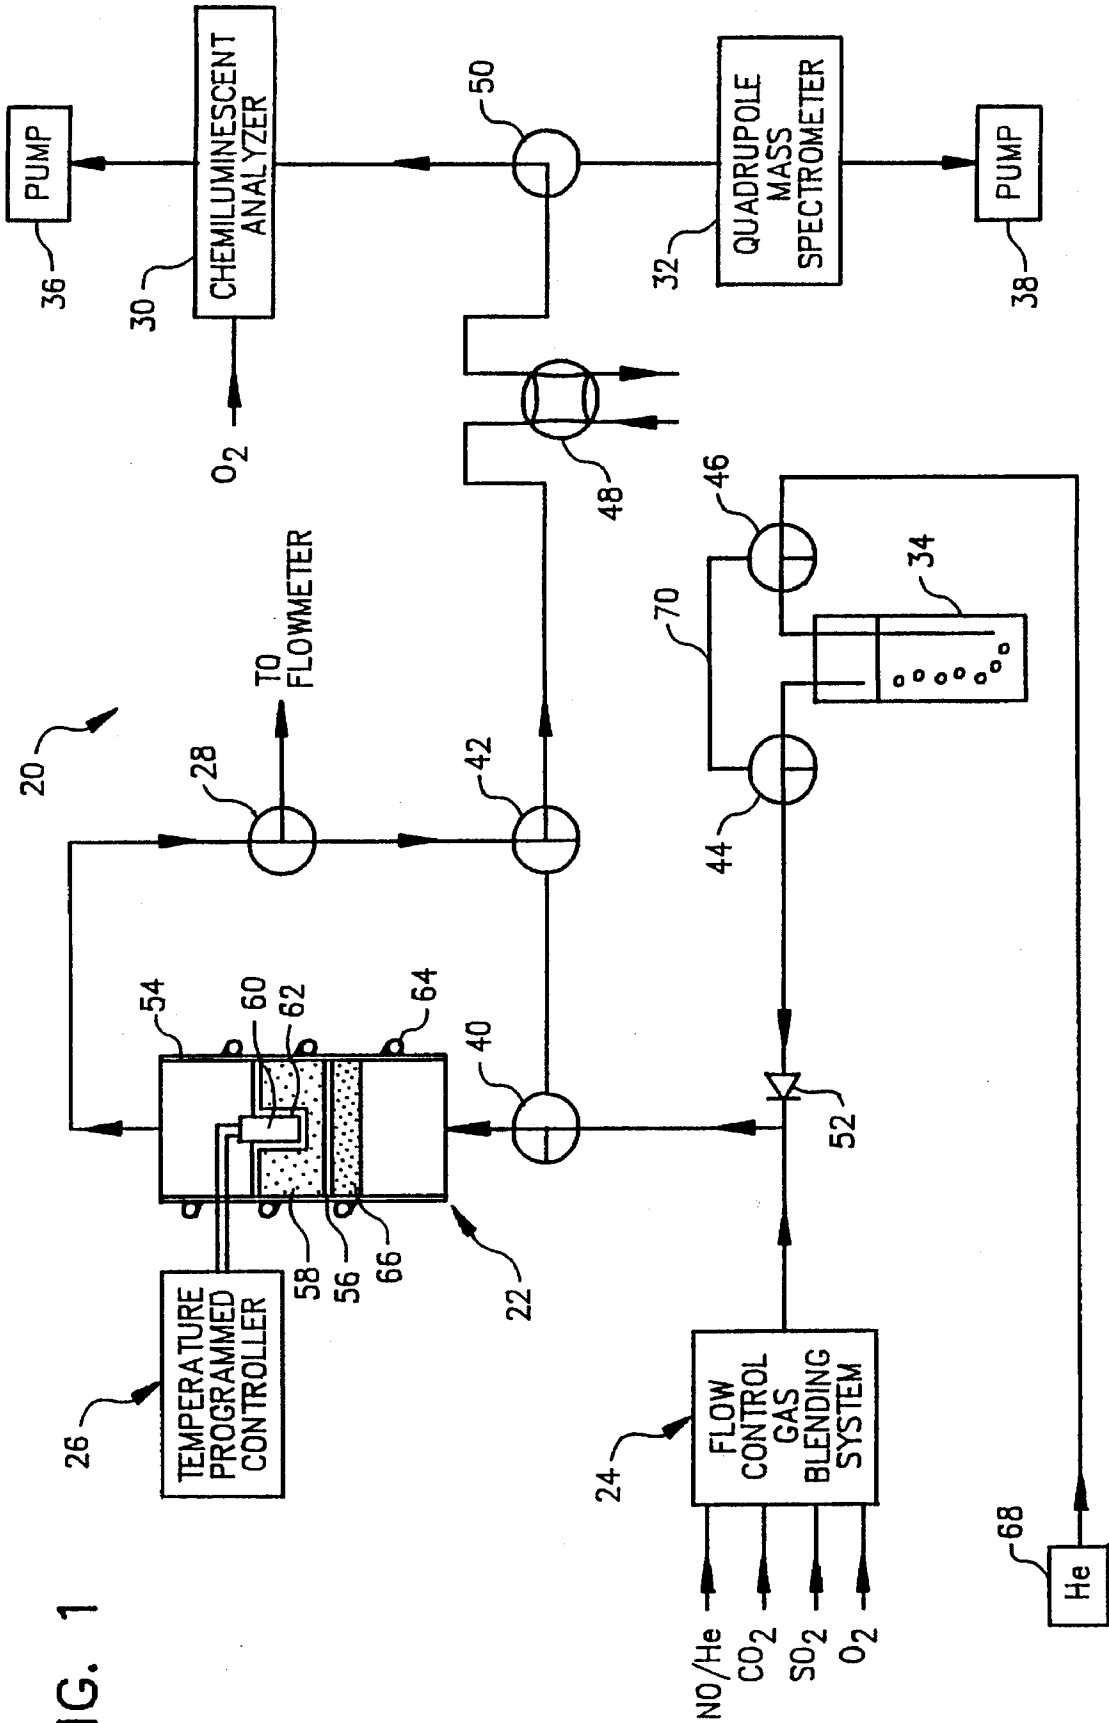 IG. 1
20
22
TEMPERATURE
PROGRAMMED
CONTROLLER
26
54
60
62
64
58
56
66
28
TO
FLOWMETER
40
42
PUMP
36
CHEMILUMINESCENT
ANALYZER
30
O2
50
48
QUADRUPOLE
MASS
SPECTROMETER
32
PUMP
38
46
70
34
44
52
FLOW
CONTROL
GAS
BLENDING
SYSTEM
24
NO/He
CO2
SO2
O2
He
68